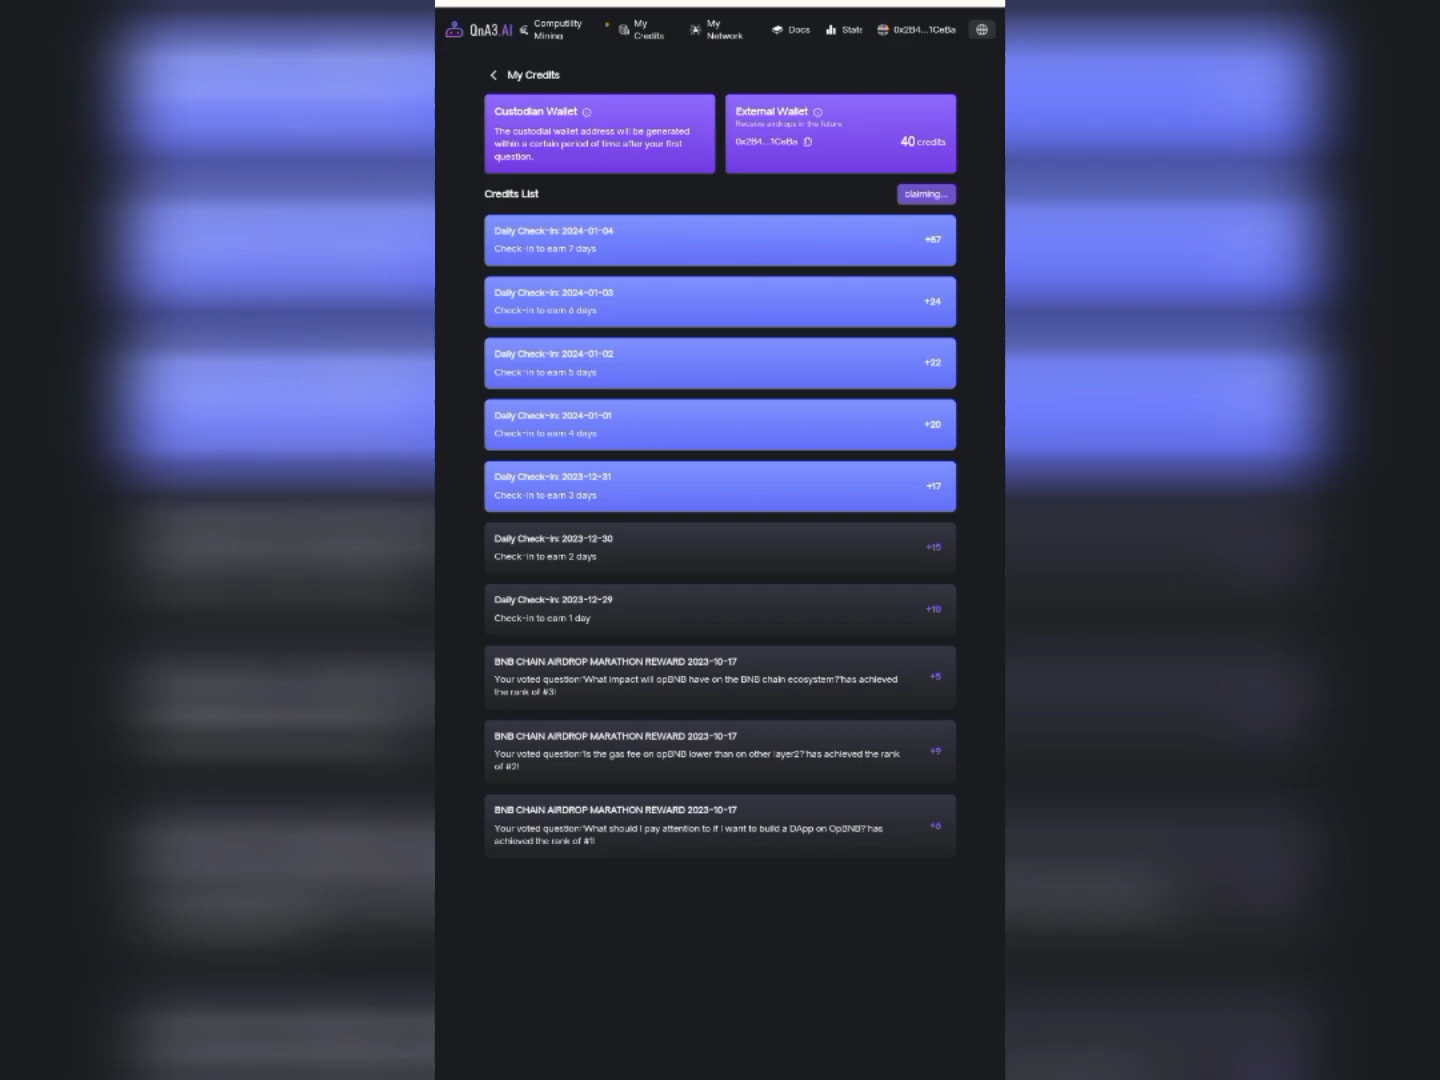 QnA3.AI
Computility Mining
My Credits
My Network
Docs
Stats
0x2B4...1CeBa
My Credits
Custodian Wallet
The custodial wallet address will be generated
within a certain period of time after your first
question.
External Wallet
Receive airdrops in the future
0x2B4...1CeBa
40 credits
Credits List
claiming...
Daily Check-in: 2024-01-04
Check-in to earn 7 days
+87
Daily Check-in: 2024-01-03
Check-in to earn 6 days
+24
Daily Check-in: 2024-01-02
Check-in to earn 5 days
+22
Daily Check-in: 2024-01-01
Check-in to earn 4 days
+20
Daily Check-in: 2023-12-31
Check-in to earn 3 days
+17
Daily Check-in: 2023-12-30
Check-in to earn 2 days
+15
Daily Check-in: 2023-12-29
Check-in to earn 1 day
+10
BNB CHAIN AIRDROP MARATHON REWARD 2023-10-17
Your voted question:'What impact will opBNB have on the BNB chain ecosystem?'has achieved
the rank of #3!
+5
BNB CHAIN AIRDROP MARATHON REWARD 2023-10-17
Your voted question:'Is the gas fee on opBNB lower than on other layer2?'has achieved the rank
of #2!
+9
BNB CHAIN AIRDROP MARATHON REWARD 2023-10-17
Your voted question:'What should I pay attention to if I want to build a DApp on OpBNB?'has
achieved the rank of #1!
+6